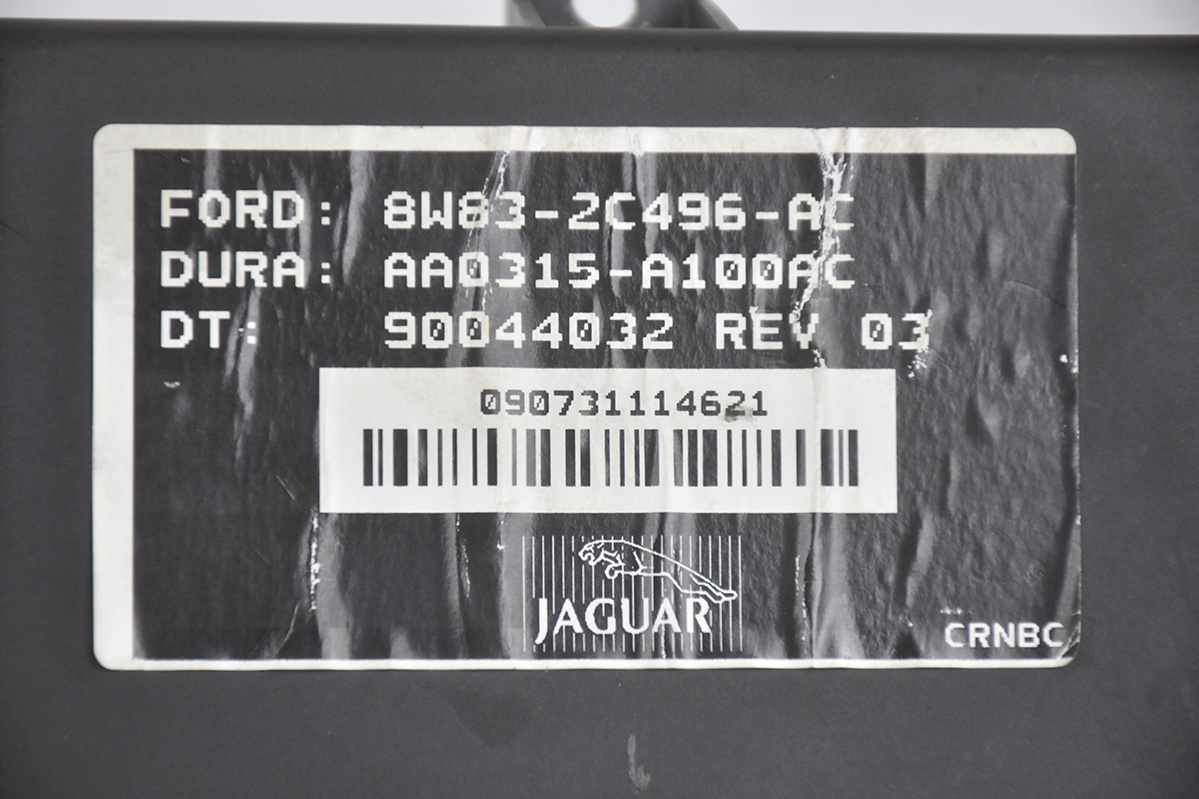 FORD: 8W83-2C496-AC
DURA: AA0315-A100AC
DT: 90044032 REV 03
090731114621
JAGUAR
CRNBC